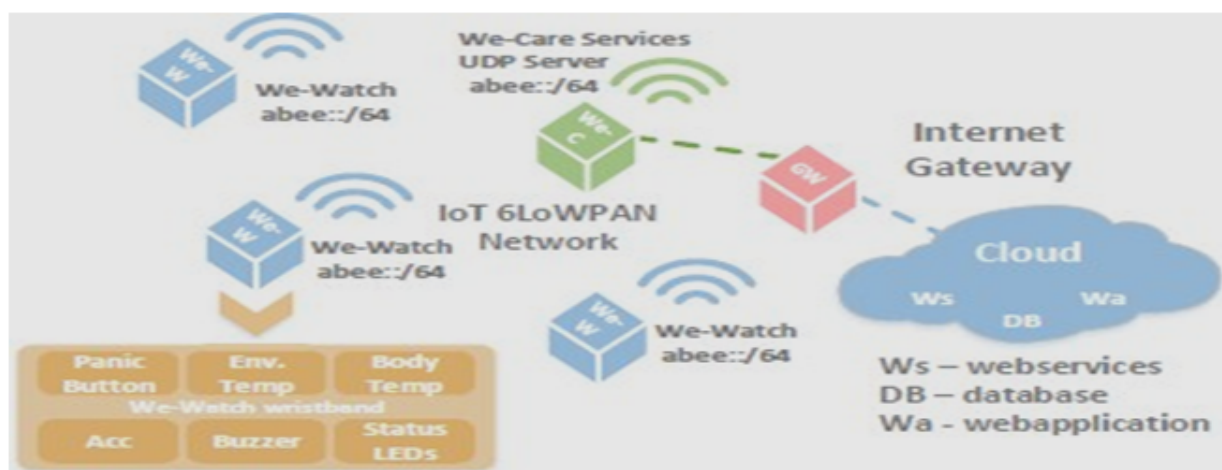 We-W
We-Watch
abee::/64
We-Care Services
UDP Server
abee::/64
We-C
GW
Internet
Gateway
We-W
We-Watch
abee::/64
IoT 6LoWPAN
Network
We-W
We-Watch
abee::/64
Cloud
Ws
DB
Wa
Panic
Button
Env.
Temp
Body
Temp
We-Watch wristband
Acc
Buzzer
Status
LEDs
Ws – webservices
DB – database
Wa - webapplication